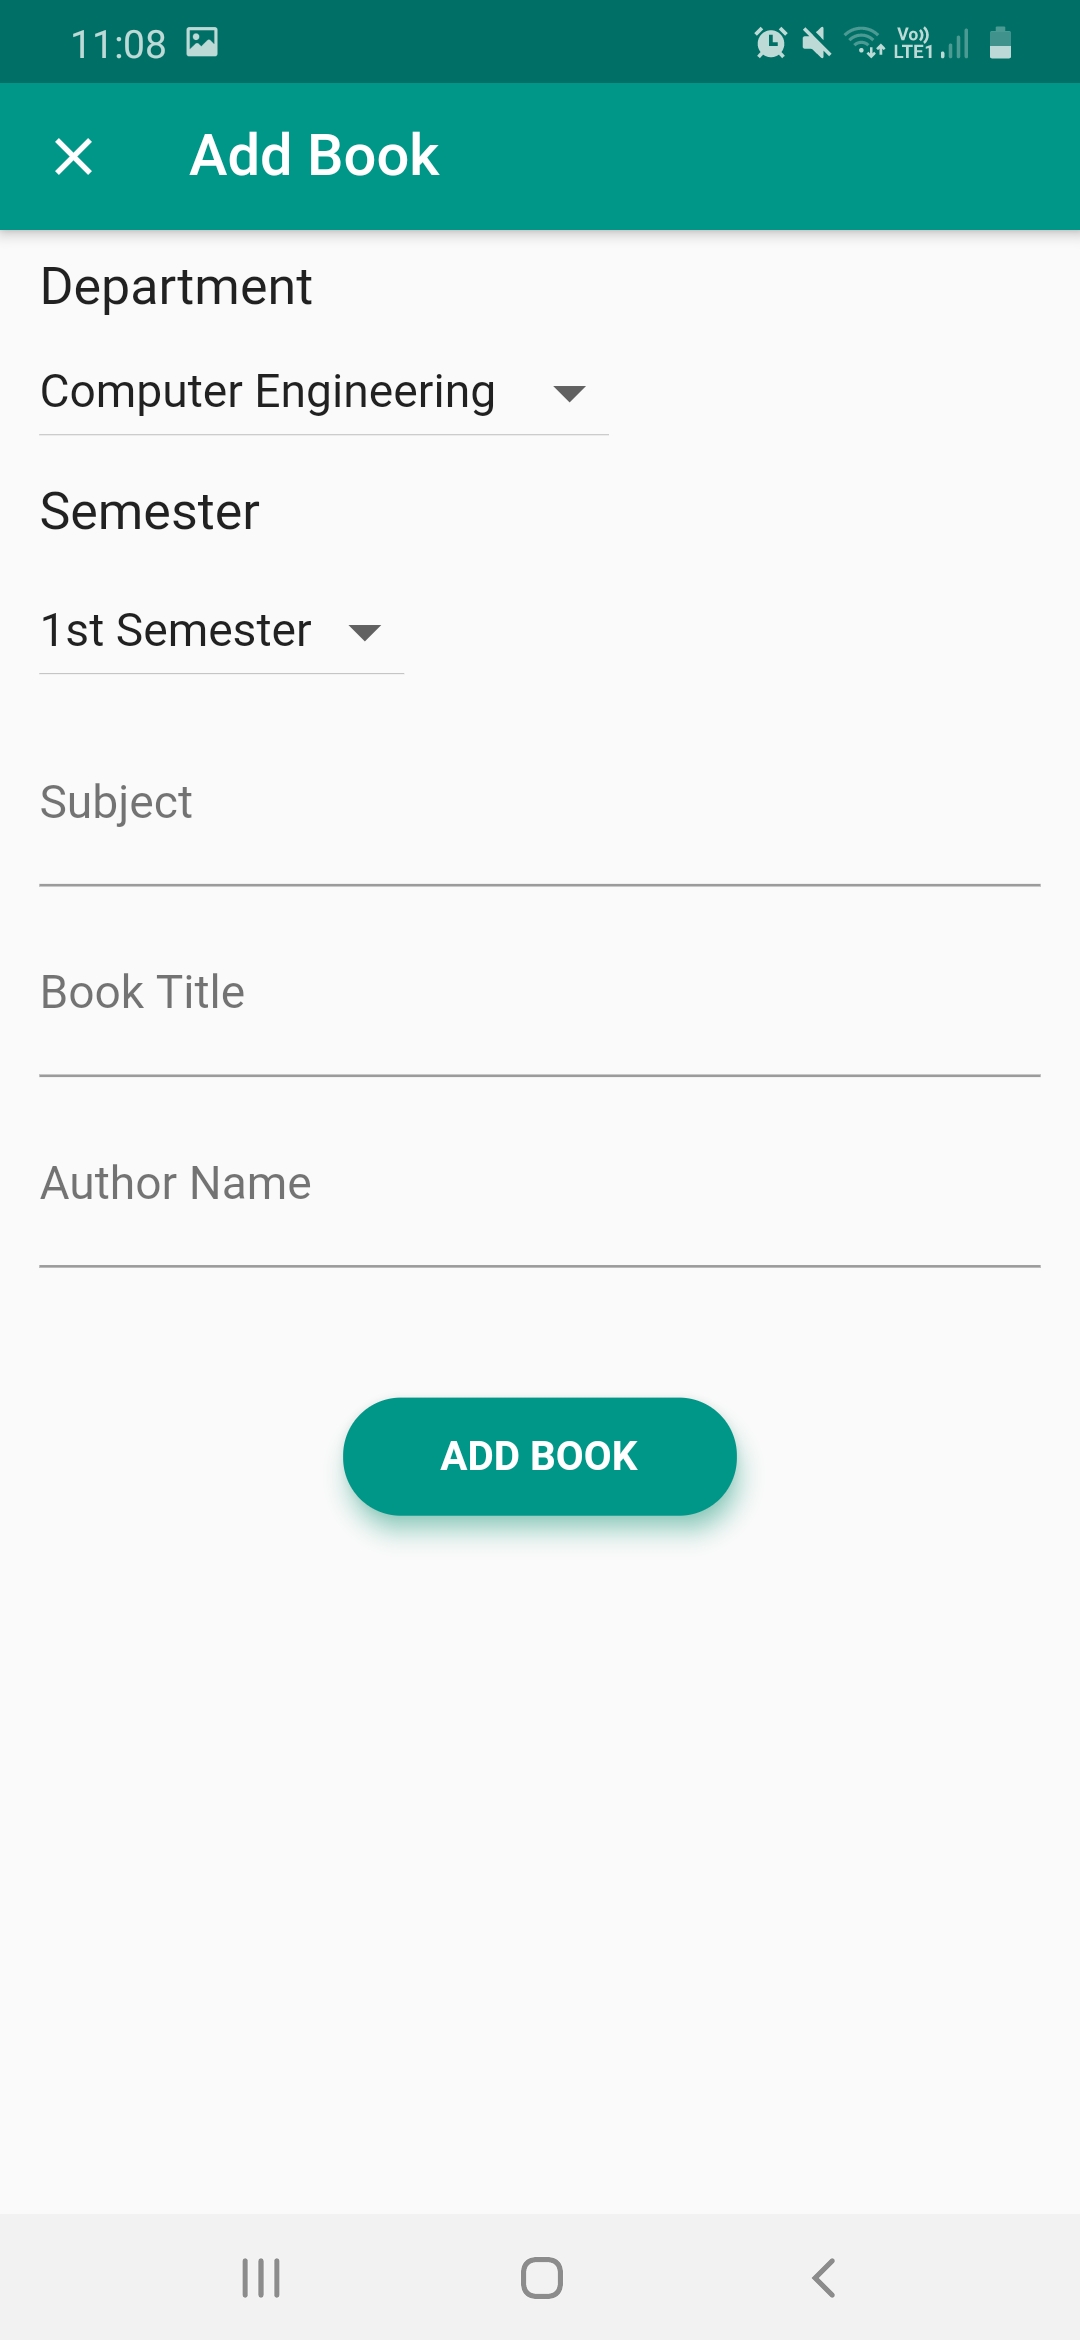 11:08 Vo)) LTE1
Add Book
Department
Computer Engineering
Semester
1st Semester
Subject
Book Title
Author Name
ADD BOOK